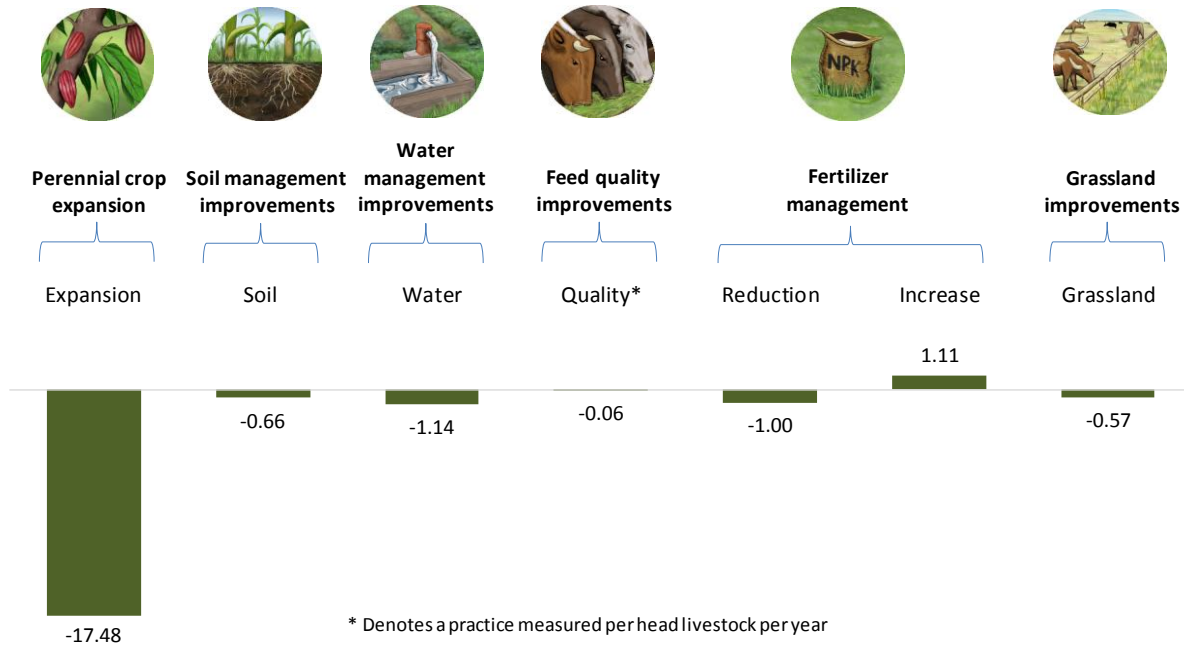 NPK
Perennial crop
expansion
Soil management
improvements
Water
management
improvements
Feed quality
improvements
Fertilizer
management
Grassland
improvements
Expansion
Soil
Water
Quality*
Reduction
Increase
Grassland
-17.48
-0.66
-1.14
-0.06
-1.00
1.11
-0.57
* Denotes a practice measured per head livestock per year